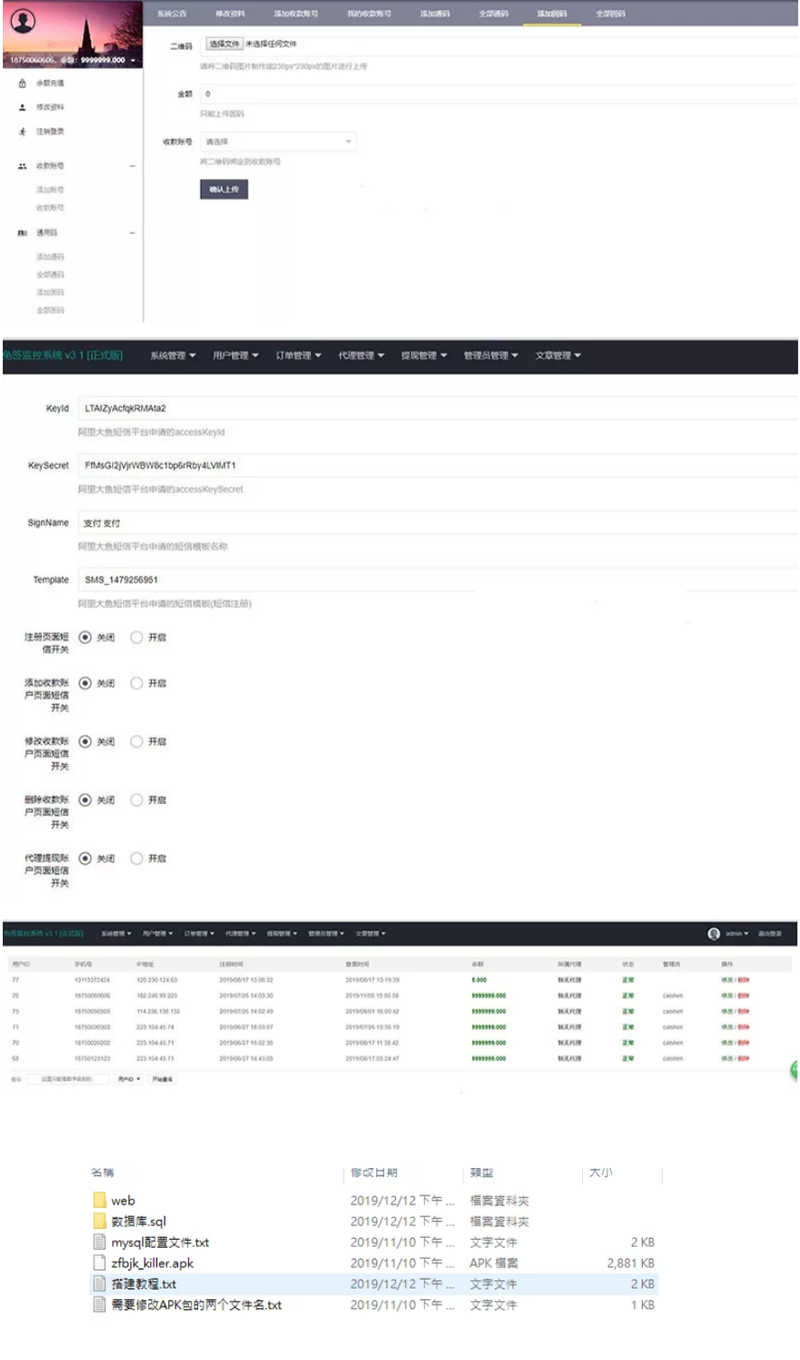 系统公告 修改资料 添加收款账号 我的收款账号 添加通码 全部通码 添加固码 全部固码
18750060606，余额：9999999.000
二维码 选择文件 未选择任何文件
请将二维码图片制作成230px*230px的图片进行上传
余额充值
金额 0
修改资料
只能上传固码
注销登录
收款账号 请选择
将二维码绑定到收款账号
收款账号
确认上传
添加账号
收款账号
通用码
添加通码
全部通码
添加固码
全部固码
免签监控系统 v3.1 [正式版] 系统管理 用户管理 订单管理 代理管理 提现管理 管理员管理 文章管理
KeyId LTAIZyAcfqkRMAta2
阿里大鱼短信平台申请的accessKeyId
KeySecret FfMsGI2jVjrWBW8c1bp6rRby4LVlMT1
阿里大鱼短信平台申请的accessKeySecret
SignName 支付 支付
阿里大鱼短信平台申请的短信模板名称
Template SMS_1479256951
阿里大鱼短信平台申请的短信模板(短信注册)
注册页面短
信开关
关闭 开启
添加收款账
户页面短信
开关
关闭 开启
修改收款账
户页面短信
开关
关闭 开启
删除收款账
户页面短信
开关
关闭 开启
代理提现账
户页面短信
开关
关闭 开启
免签监控系统 v3.1 [正式版] 系统管理 用户管理 订单管理 代理管理 提现管理 管理员管理 文章管理 admin 退出登录
用户ID 手机号 IP地址 注册时间 登录时间 余额 所属代理 状态 管理员 操作
77 13113372424 120.230.124.63 2019/08/17 13:08:22 2019/08/17 13:19:39 0.000 暂无代理 正常 修改 / 删除
76 18750060606 182.246.99.223 2019/07/26 14:03:30 2019/11/05 15:00:58 9999999.000 暂无代理 正常 caishen 修改 / 删除
75 18750050505 114.236.136.132 2019/07/26 14:02:49 2019/08/01 16:00:42 9999999.000 暂无代理 正常 caishen 修改 / 删除
71 18750030303 223.104.45.74 2019/06/27 18:03:07 2019/07/26 13:35:19 9999999.000 暂无代理 正常 caishen 修改 / 删除
70 18750020202 223.104.45.71 2019/06/27 18:02:35 2019/08/17 11:38:42 9999999.000 暂无代理 正常 caishen 修改 / 删除
68 18750123123 223.104.45.71 2019/06/27 14:43:05 2019/08/17 05:24:47 9999999.000 暂无代理 正常 caishen 修改 / 删除
用户ID 开始查询
名稱 修改日期 類型 大小
web 2019/12/12 下午 ... 檔案資料夾
数据库.sql 2019/12/12 下午 ... 檔案資料夾
mysql配置文件.txt 2019/11/10 下午 ... 文字文件 2 KB
zfbjk_killer.apk 2019/11/10 下午 ... APK 檔案 2,881 KB
搭建教程.txt 2019/12/12 下午 ... 文字文件 2 KB
需要修改APK包的两个文件名.txt 2019/11/10 下午 ... 文字文件 1 KB